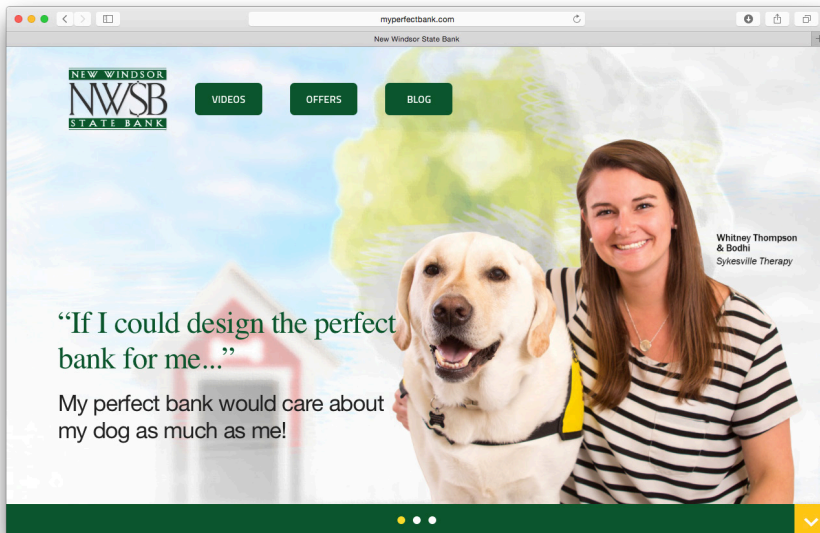 myperfectbank.com
New Windsor State Bank
NEW WINDSOR
NWSB
STATE BANK
VIDEOS
OFFERS
BLOG
Whitney Thompson
& Bodhi
Sykesville Therapy
“If I could design the perfect
bank for me...”
My perfect bank would care about
my dog as much as me!